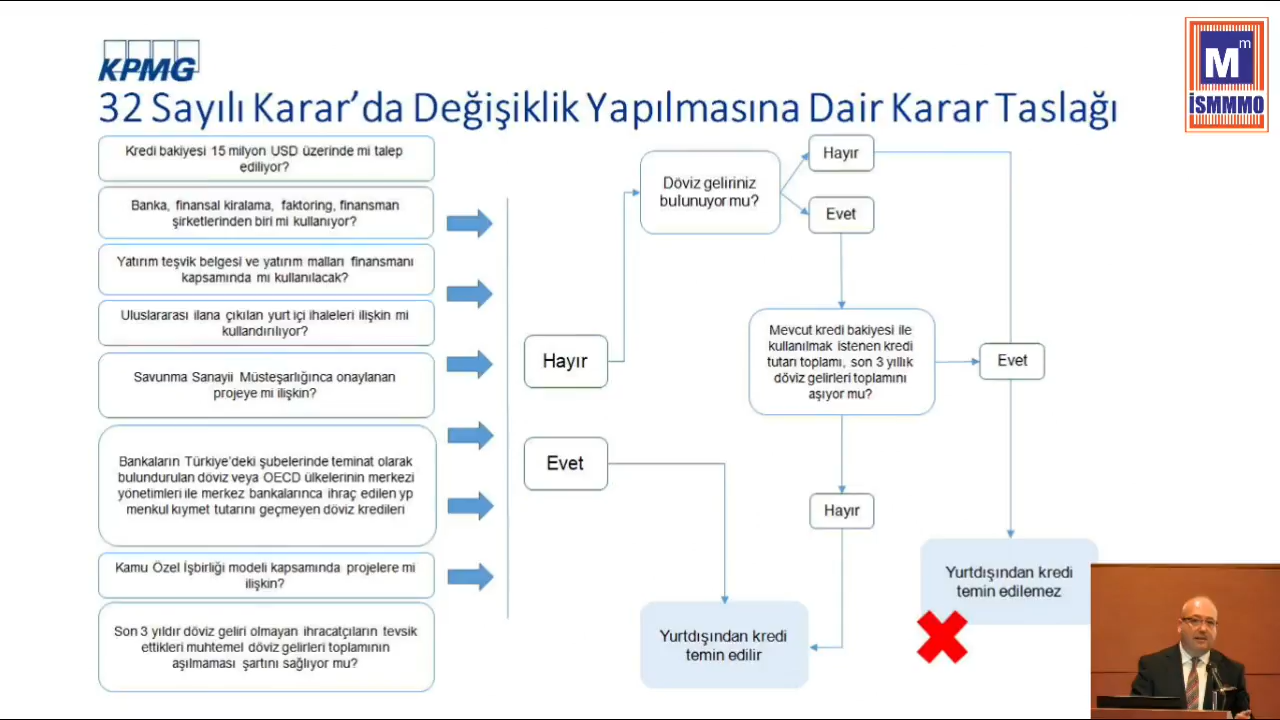 KPMG
32 Sayılı Karar’da Değişiklik Yapılmasına Dair Karar Taslağı
M m
İSMMMO
Kredi bakiyesi 15 milyon USD üzerinde mi talep
ediliyor?
Banka, finansal kiralama, faktoring, finansman
şirketlerinden biri mi kullanıyor?
Yatırım teşvik belgesi ve yatırım malları finansmanı
kapsamında mı kullanılacak?
Uluslararası ilana çıkılan yurt içi ihaleleri ilişkin mi
kullandırılıyor?
Savunma Sanayii Müsteşarlığınca onaylanan
projeye mi ilişkin?
Bankaların Türkiye’deki şubelerinde teminat olarak
bulundurulan döviz veya OECD ülkelerinin merkezi
yönetimleri ile merkez bankalarınca ihraç edilen yp
menkul kıymet tutarını geçmeyen döviz kredileri
Kamu Özel İşbirliği modeli kapsamında projelere mi
ilişkin?
Son 3 yıldır döviz geliri olmayan ihracatçıların tevsik
ettikleri muhtemel döviz gelirleri toplamının
aşılmaması şartını sağlıyor mu?
Hayır
Evet
Döviz geliriniz
bulunuyor mu?
Hayır
Evet
Mevcut kredi bakiyesi ile
kullanılmak istenen kredi
tutarı toplamı, son 3 yıllık
döviz gelirleri toplamını
aşıyor mu?
Evet
Hayır
Yurtdışından kredi
temin edilemez
Yurtdışından kredi
temin edilir